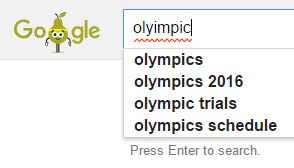 Google
olyimpic
olympics
olympics 2016
olympic trials
olympics schedule
Press Enter to search.